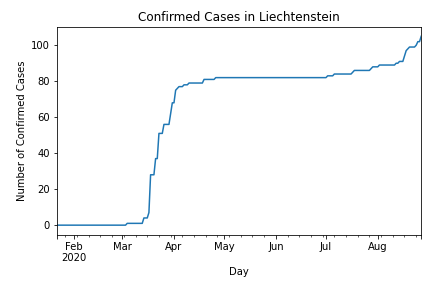 Confirmed Cases in Liechtenstein
100
80
60
40
20
0
Number of Confirmed Cases
Feb Mar Apr May Jun Jul Aug
2020
Day